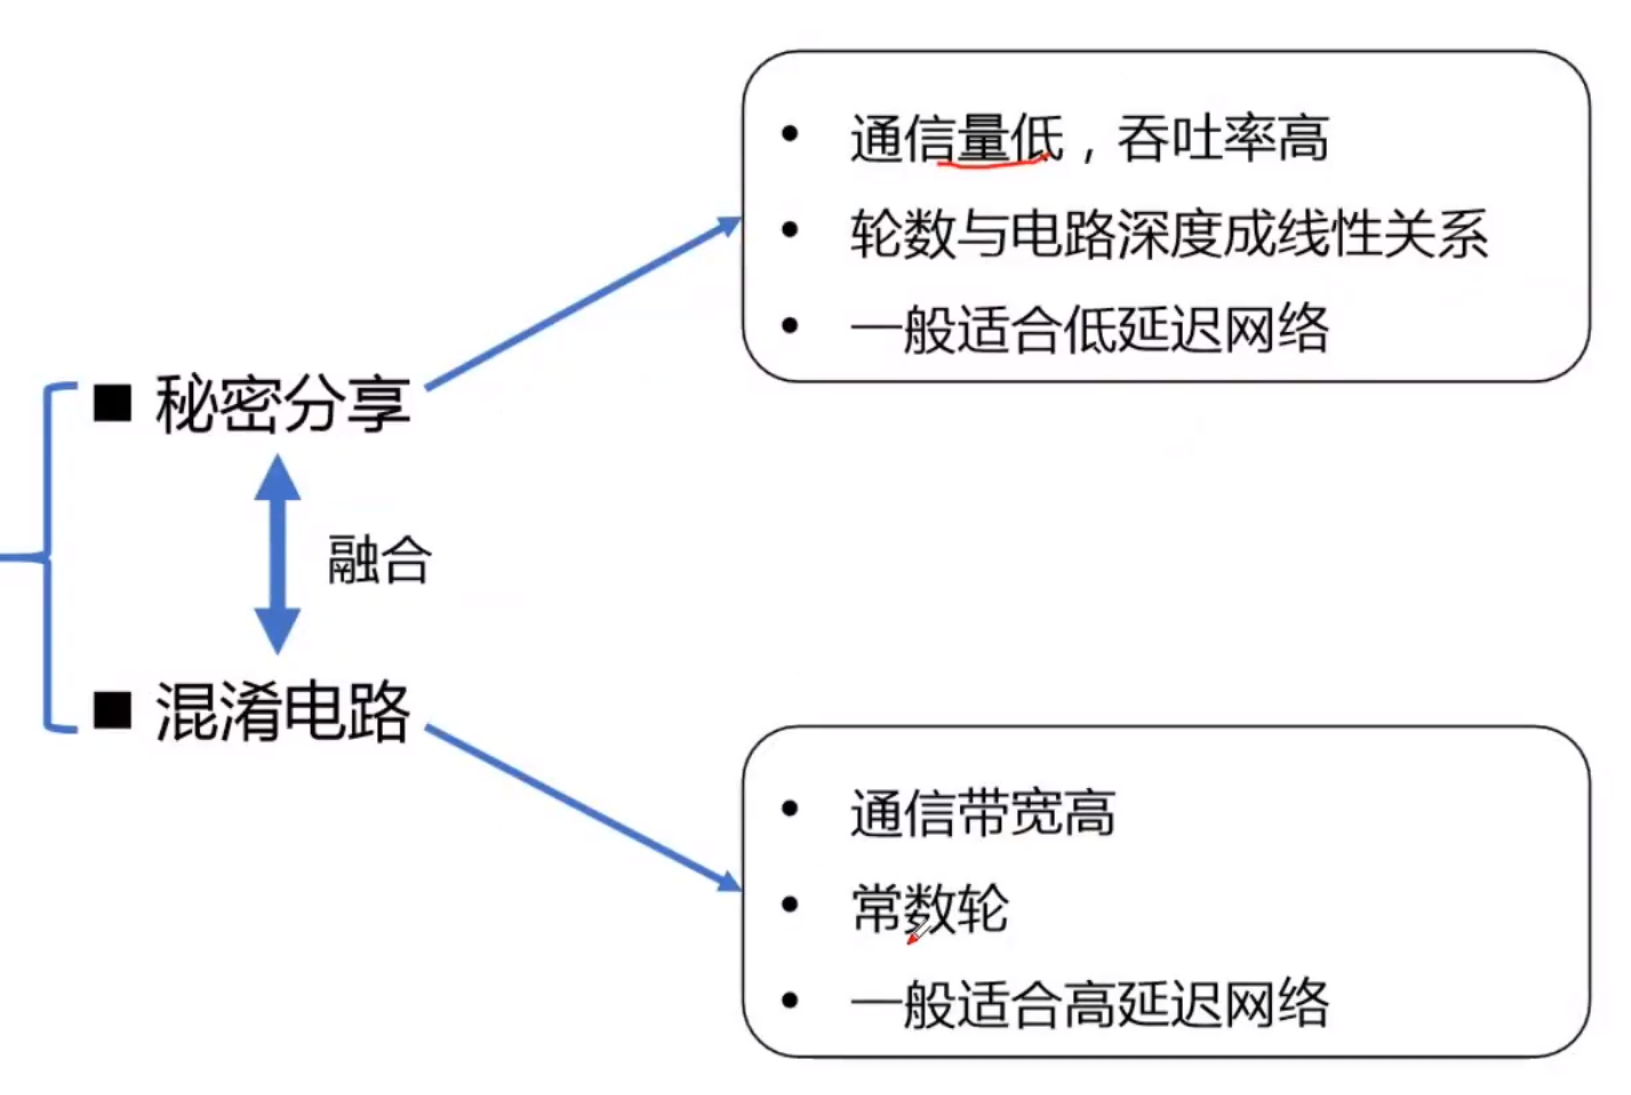 通信量低，吞吐率高
轮数与电路深度成线性关系
一般适合低延迟网络
秘密分享
融合
混淆电路
通信带宽高
常数轮
一般适合高延迟网络